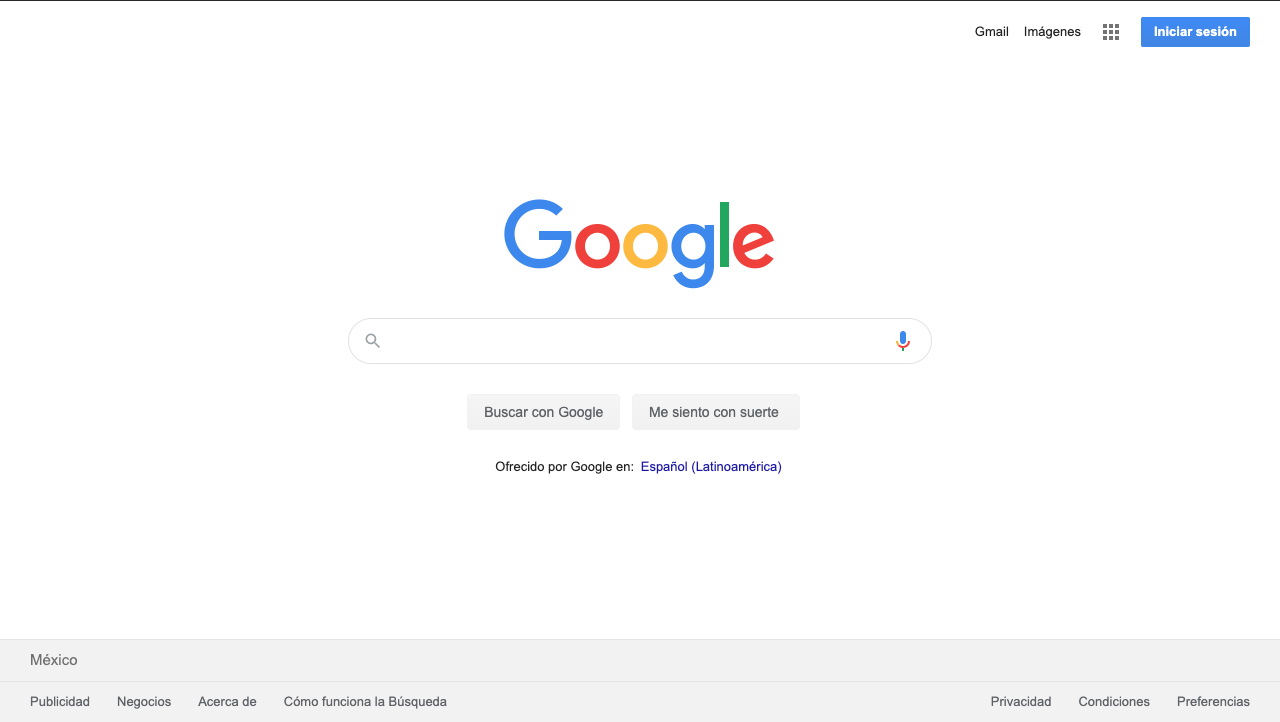 Gmail Imágenes Iniciar sesión
Google
Buscar con Google Me siento con suerte
Ofrecido por Google en: Español (Latinoamérica)
México
Publicidad Negocios Acerca de Cómo funciona la Búsqueda Privacidad Condiciones Preferencias